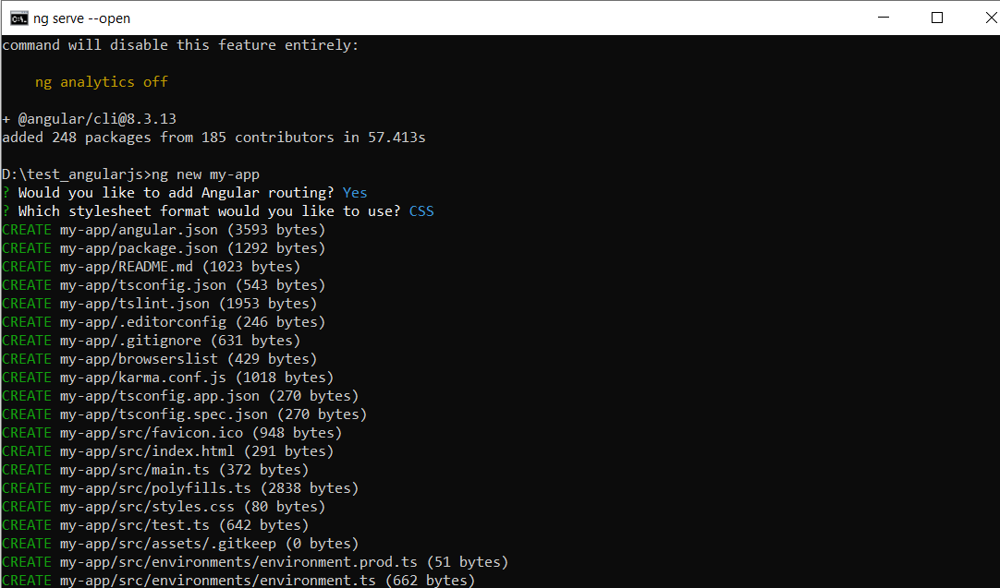 ng serve --open
command will disable this feature entirely:
ng analytics off
+ @angular/cli@8.3.13
added 248 packages from 185 contributors in 57.413s
D:\test_angularjs>ng new my-app
? Would you like to add Angular routing? Yes
? Which stylesheet format would you like to use? CSS
CREATE my-app/angular.json (3593 bytes)
CREATE my-app/package.json (1292 bytes)
CREATE my-app/README.md (1023 bytes)
CREATE my-app/tsconfig.json (543 bytes)
CREATE my-app/tslint.json (1953 bytes)
CREATE my-app/.editorconfig (246 bytes)
CREATE my-app/.gitignore (631 bytes)
CREATE my-app/browserslist (429 bytes)
CREATE my-app/karma.conf.js (1018 bytes)
CREATE my-app/tsconfig.app.json (270 bytes)
CREATE my-app/tsconfig.spec.json (270 bytes)
CREATE my-app/src/favicon.ico (948 bytes)
CREATE my-app/src/index.html (291 bytes)
CREATE my-app/src/main.ts (372 bytes)
CREATE my-app/src/polyfills.ts (2838 bytes)
CREATE my-app/src/styles.css (80 bytes)
CREATE my-app/src/test.ts (642 bytes)
CREATE my-app/src/assets/.gitkeep (0 bytes)
CREATE my-app/src/environments/environment.prod.ts (51 bytes)
CREATE my-app/src/environments/environment.ts (662 bytes)